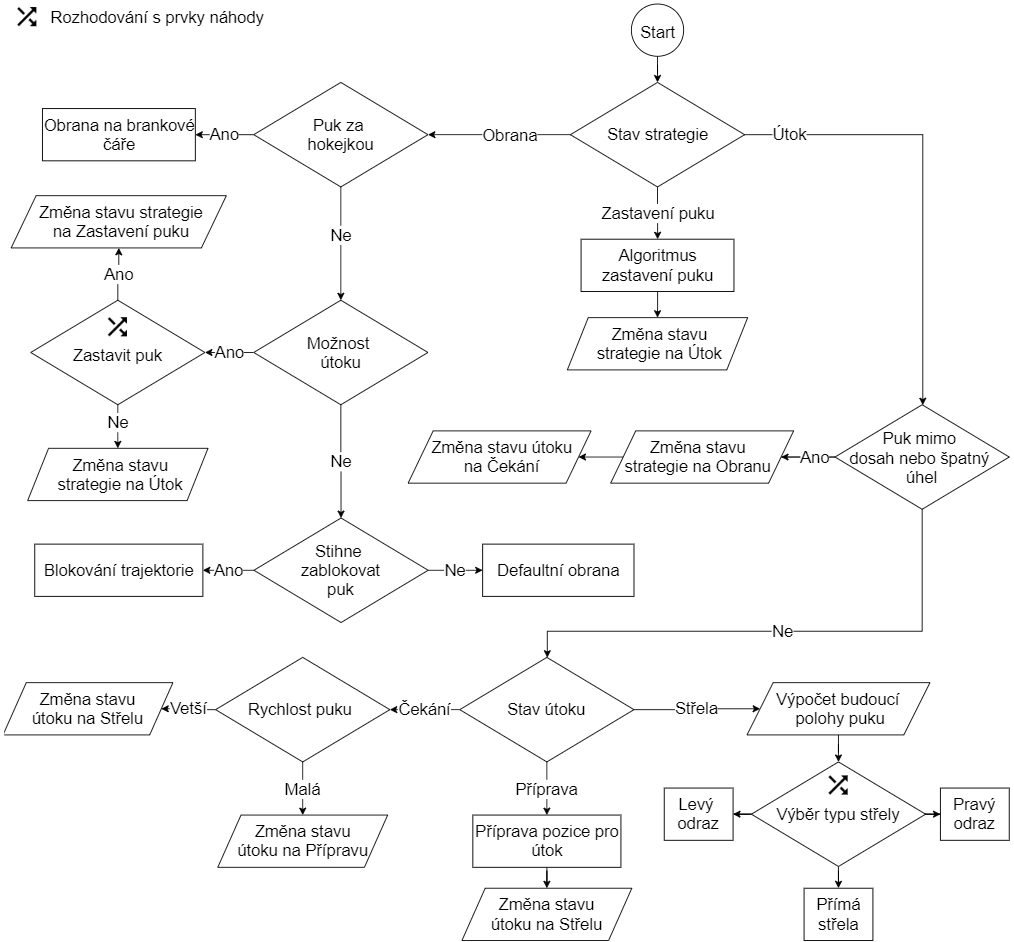 Rozhodování s prvky náhody
Start
Stav strategie
Obrana
Útok
Puk za
hokejkou
Ano
Obrana na brankové
čáře
Ne
Zastavení puku
Algoritmus
zastavení puku
Změna stavu
strategie na Útok
Možnost
útoku
Ano
Zastavit puk
Ano
Změna stavu strategie
na Zastavení puku
Ne
Změna stavu
strategie na Útok
Ne
Stihne
zablokovat
puk
Ano
Blokování trajektorie
Ne
Defaultní obrana
Puk mimo
dosah nebo špatný
úhel
Ano
Změna stavu
strategie na Obranu
Změna stavu útoku
na Čekání
Ne
Stav útoku
Čekání
Rychlost puku
Vetší
Změna stavu
útoku na Střelu
Malá
Změna stavu
útoku na Přípravu
Příprava
Příprava pozice pro
útok
Změna stavu
útoku na Střelu
Střela
Výpočet budoucí
polohy puku
Výběr typu střely
Levý
odraz
Pravý
odraz
Přímá
střela